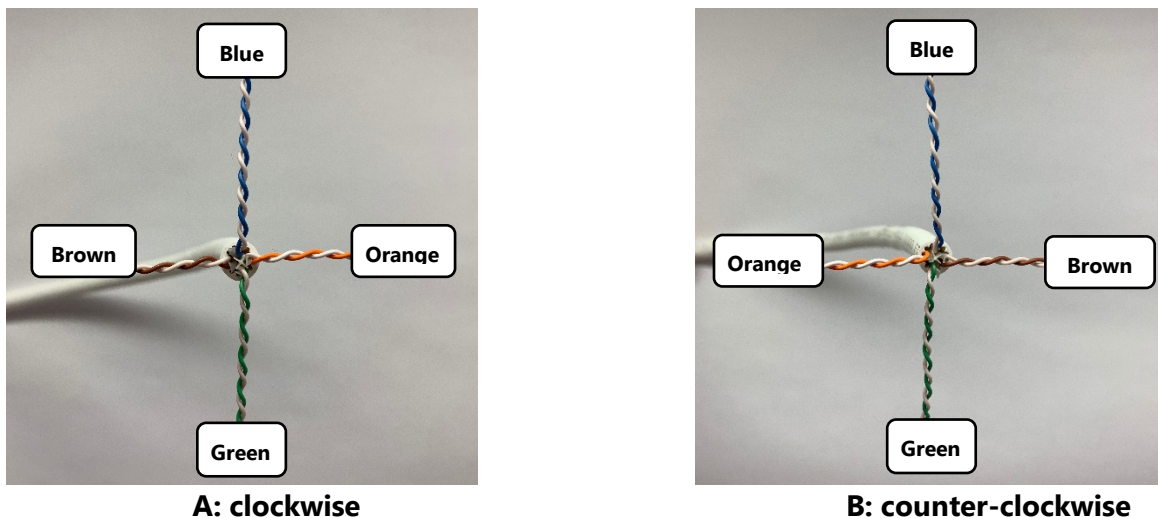 Blue
Brown
Orange
Green
A: clockwise
Blue
Orange
Brown
Green
B: counter-clockwise